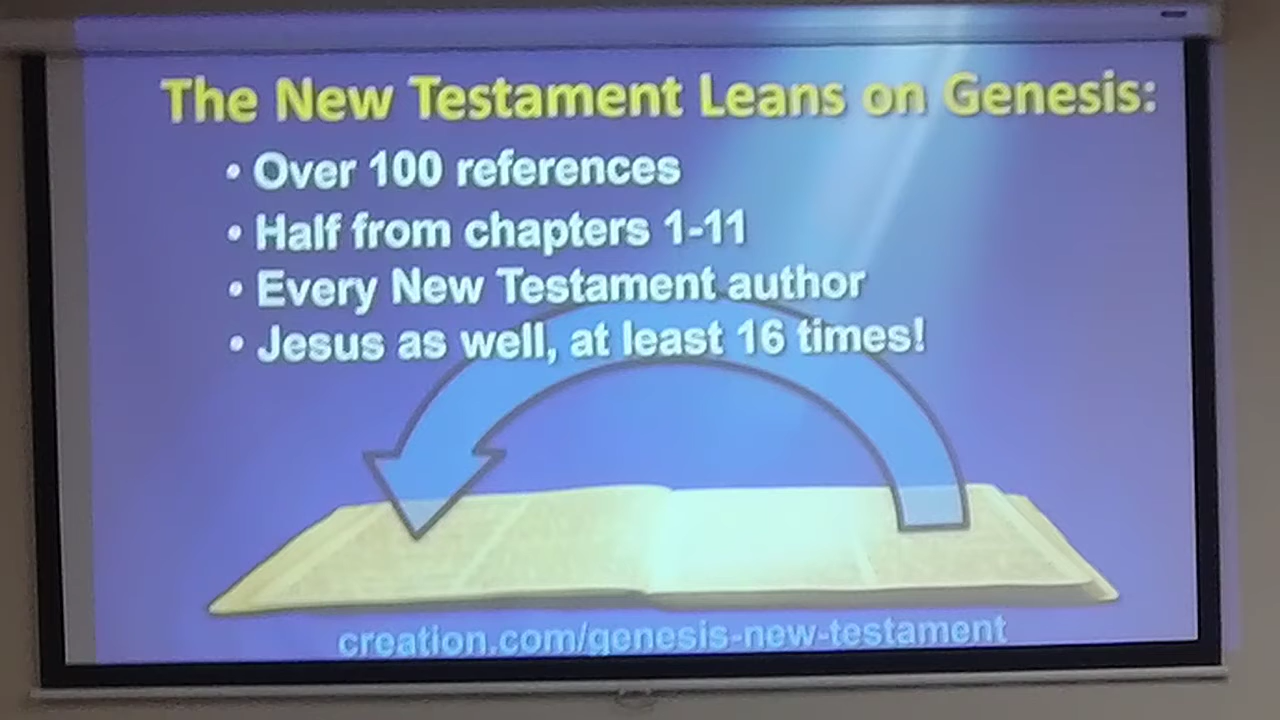 The New Testament Leans on Genesis:
• Over 100 references
• Half from chapters 1-11
• Every New Testament author
• Jesus as well, at least 16 times!
creation.com/genesis-new-testament